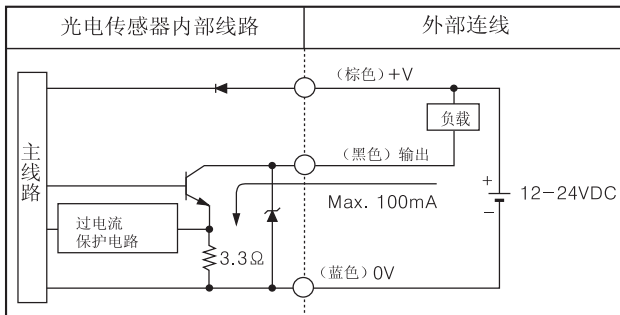 光电传感器内部线路
外部连线
(棕色)+V
负载
主线路
(黑色)输出
Max. 100mA
+
12-24VDC
-
过电流
保护电路
3.3Ω
(蓝色)0V